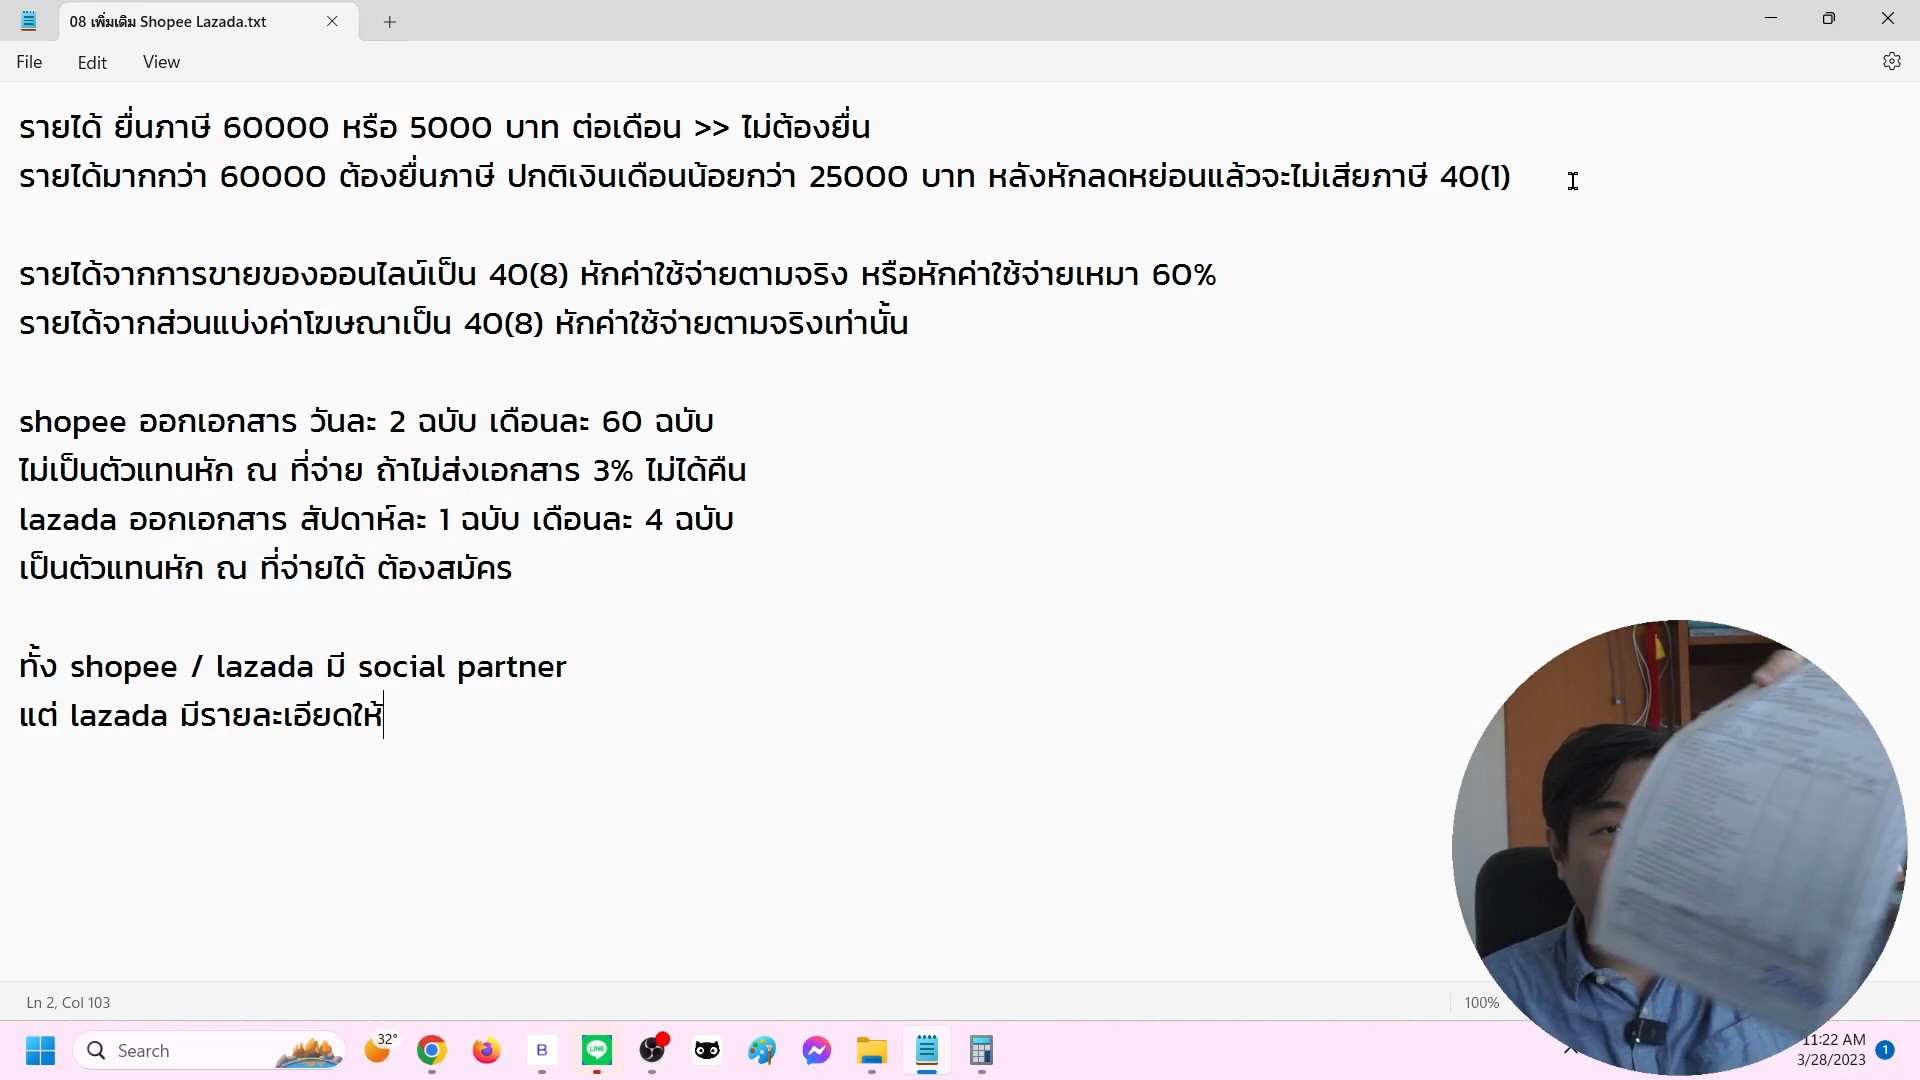 08 เพิ่มเติม Shopee Lazada.txt
File Edit View
รายได้ ยื่นภาษี 60000 หรือ 5000 บาท ต่อเดือน >> ไม่ต้องยื่น
รายได้มากกว่า 60000 ต้องยื่นภาษี ปกติเงินเดือนน้อยกว่า 25000 บาท หลังหักลดหย่อนแล้วจะไม่เสียภาษี 40(1)
รายได้จากการขายของออนไลน์เป็น 40(8) หักค่าใช้จ่ายตามจริง หรือหักค่าใช้จ่ายเหมา 60%
รายได้จากส่วนแบ่งค่าโฆษณาเป็น 40(8) หักค่าใช้จ่ายตามจริงเท่านั้น
shopee ออกเอกสาร วันละ 2 ฉบับ เดือนละ 60 ฉบับ
ไม่เป็นตัวแทนหัก ณ ที่จ่าย ถ้าไม่ส่งเอกสาร 3% ไม่ได้คืน
lazada ออกเอกสาร สัปดาห์ละ 1 ฉบับ เดือนละ 4 ฉบับ
เป็นตัวแทนหัก ณ ที่จ่ายได้ ต้องสมัคร
ทั้ง shopee / lazada มี social partner
แต่ lazada มีรายละเอียดให้
Ln 2, Col 103 100%
Search 32° B LINE 11:22 AM
3/28/2023 1